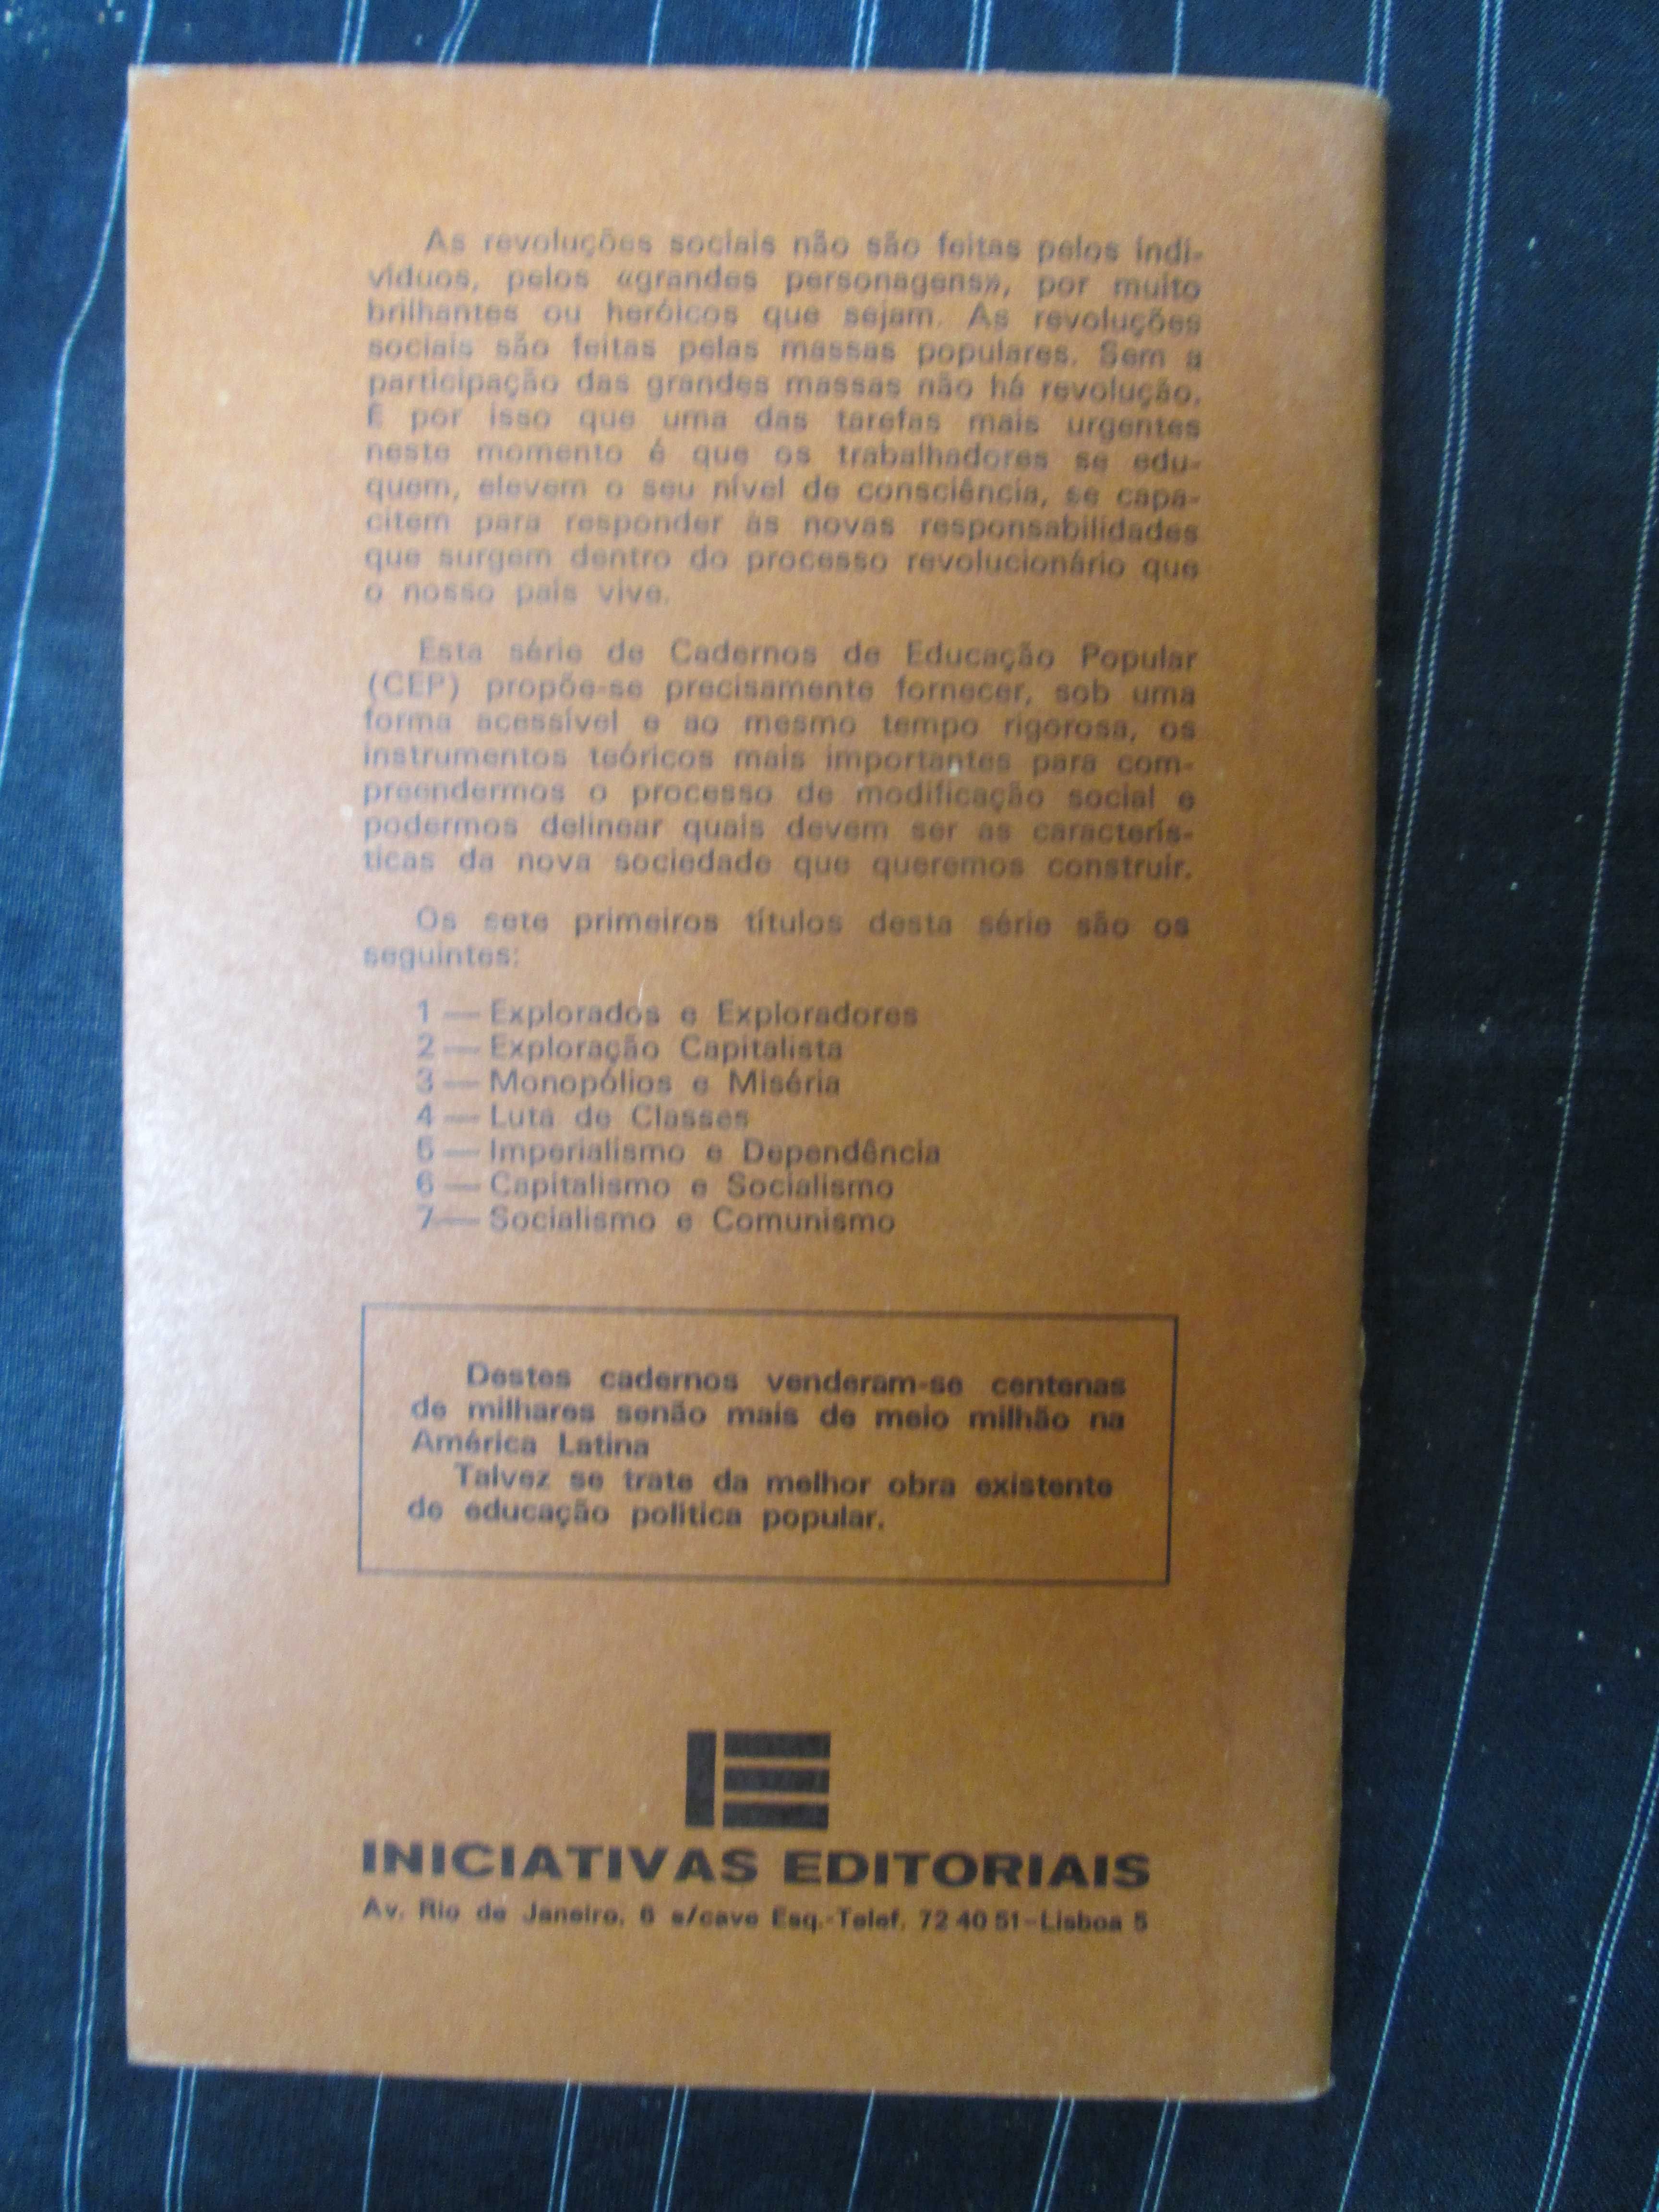 As revoluções sociais não são feitas pelos indi-
víduos, pelos «grandes personagens», por muito
brilhantes ou heróicos que sejam. As revoluções
sociais são feitas pelas massas populares. Sem a
participação das grandes massas não há revolução.
É por isso que uma das tarefas mais urgentes
neste momento é que os trabalhadores se edu-
quem, elevem o seu nível de consciência, se capa-
citem para responder às novas responsabilidades
que surgem dentro do processo revolucionário que
o nosso país vive.
Esta série de Cadernos de Educação Popular
(CEP) propõe-se precisamente fornecer, sob uma
forma acessível e ao mesmo tempo rigorosa, os
instrumentos teóricos mais importantes para com-
preendermos o processo de modificação social e
podermos delinear quais devem ser as caracterís-
ticas da nova sociedade que queremos construir.
Os sete primeiros títulos desta série são os
seguintes:
1 — Explorados e Exploradores
2 — Exploração Capitalista
3 — Monopólios e Miséria
4 — Luta de Classes
5 — Imperialismo e Dependência
6 — Capitalismo e Socialismo
7 — Socialismo e Comunismo
Destes cadernos venderam-se centenas
de milhares senão mais de meio milhão na
América Latina
Talvez se trate da melhor obra existente
de educação política popular.
IE
INICIATIVAS EDITORIAIS
Av. Rio de Janeiro, 6 s/cave Esq.-Telef. 72 40 51-Lisboa 5